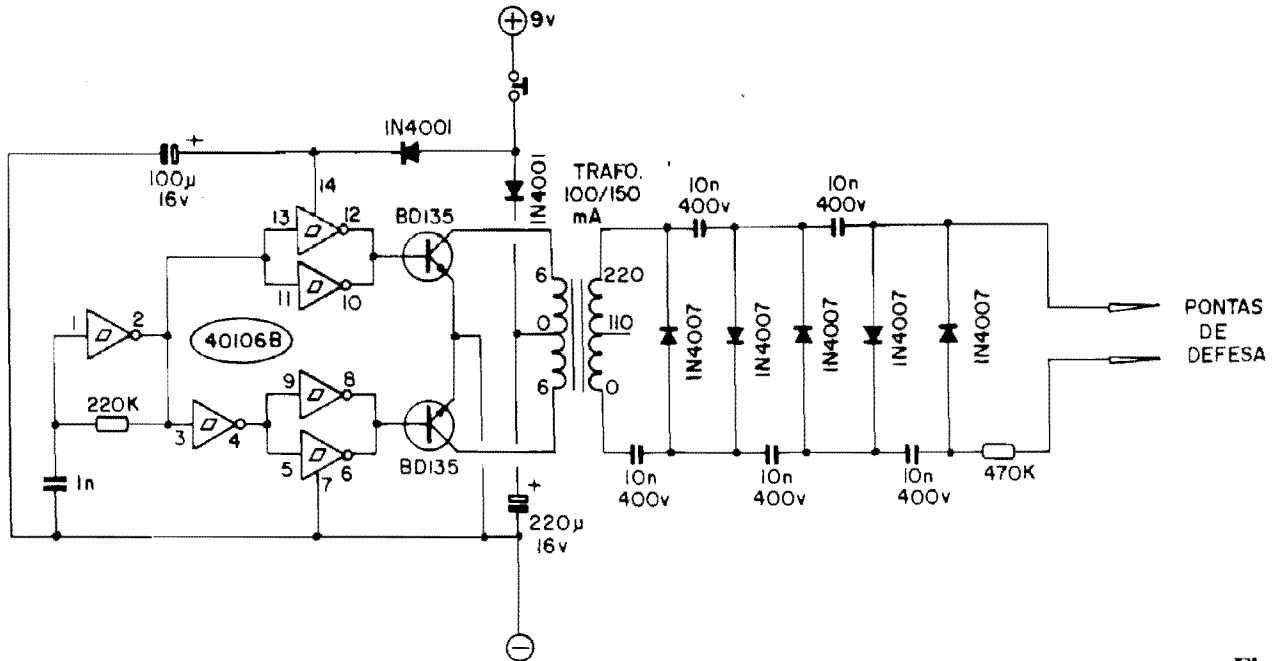 9v
1N4001
1N4001
100µ
16v
14
TRAFO.
100/150
mA
10n
400v
10n
400v
BD135
13
12
11
10
6
220
0
110
6
0
1N4007
1N4007
1N4007
1N4007
1N4007
PONTAS
DE
DEFESA
1
2
40106B
220K
3
4
9
8
5
6
7
BD135
1n
10n
400v
10n
400v
10n
400v
470K
220µ
16v